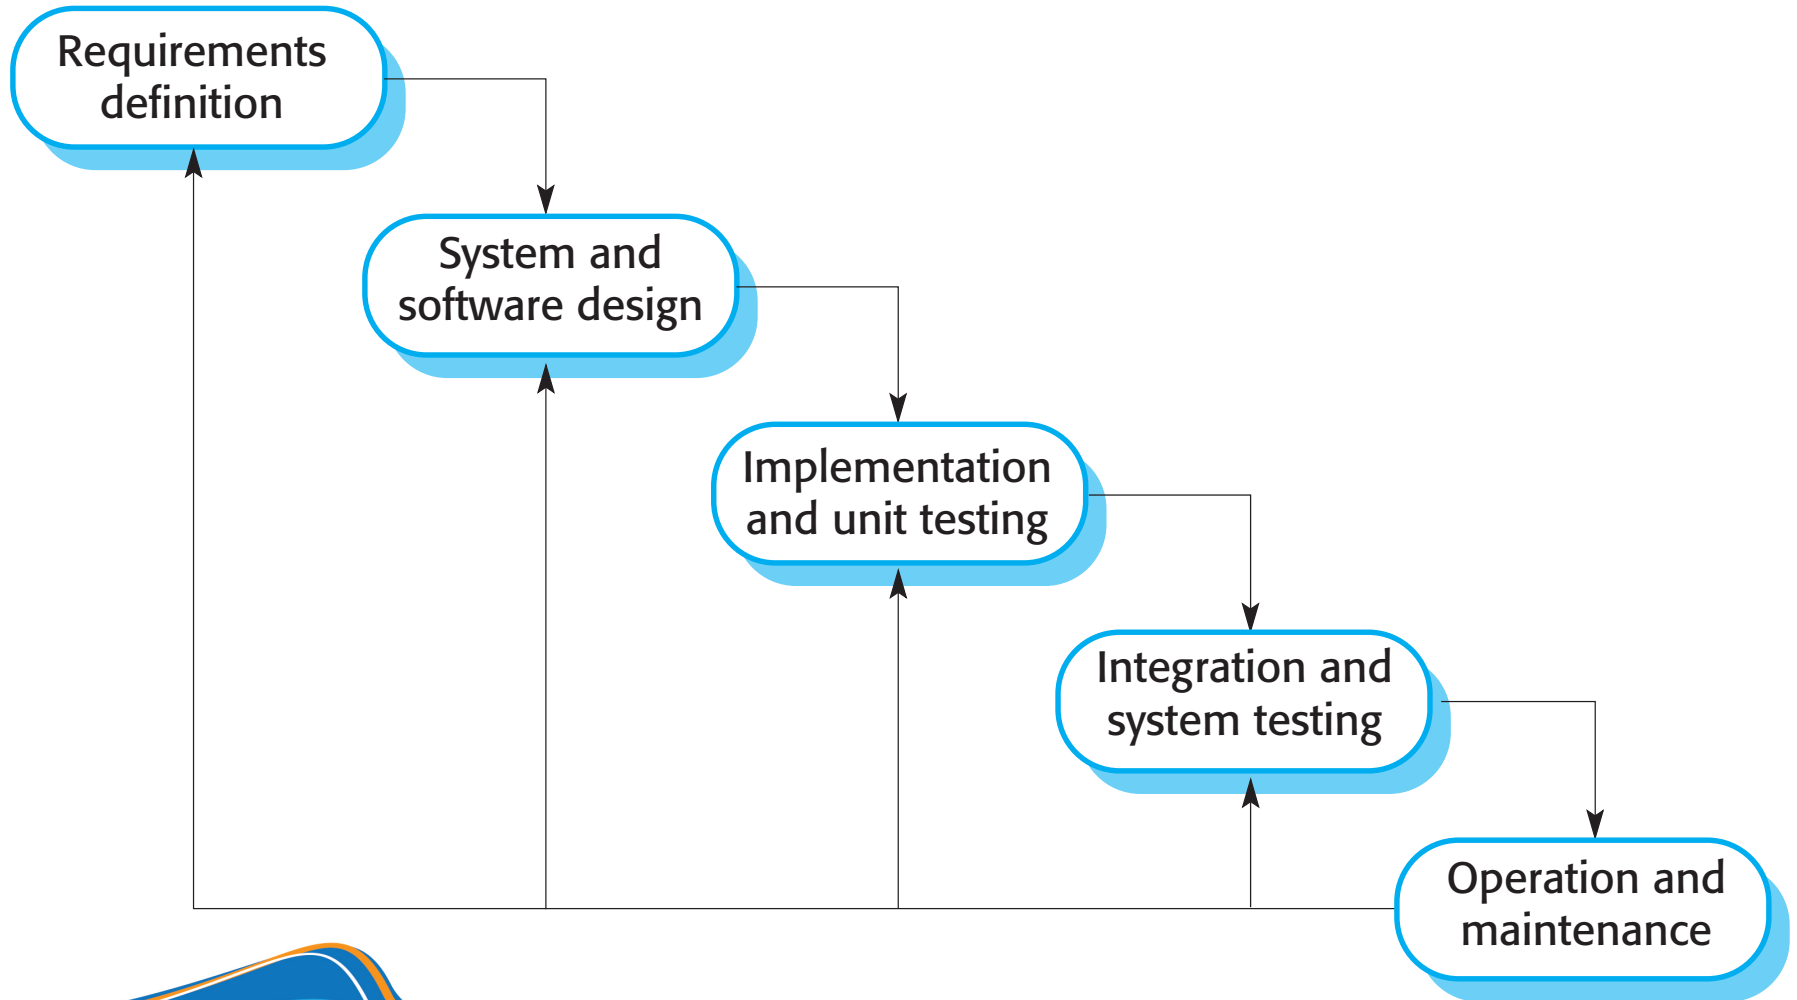 Requirements
definition
System and
software design
Implementation
and unit testing
Integration and
system testing
Operation and
maintenance